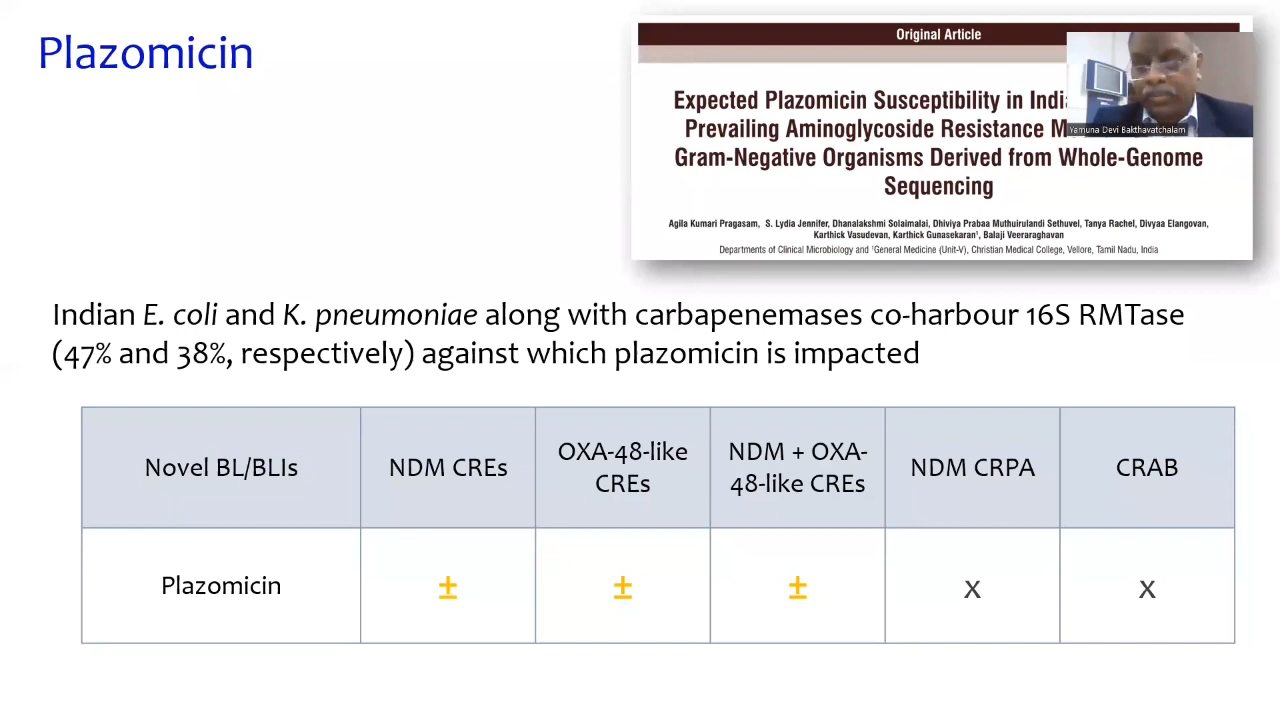 Plazomicin
Original Article
Expected Plazomicin Susceptibility in
Prevailing Aminoglycoside Resistance
Gram-Negative Organisms Derived from Whole-Genome
Sequencing
Yamuna Devi Bakthavatchalam
Agila Kumari Pragasam, S. Lydia Jennifer, Dhanalakshmi Solaimalai, Dhiviya Prabaa Muthuirulandi Sethuvel, Tanya Rachel, Divyaa Elangovan,
Karthick Vasudevan, Karthick Gunasekaran¹, Balaji Veeraraghavan
Departments of Clinical Microbiology and ¹General Medicine (Unit-V), Christian Medical College, Vellore, Tamil Nadu, India
Indian E. coli and K. pneumoniae along with carbapenemases co-harbour 16S RMTase
(47% and 38%, respectively) against which plazomicin is impacted
Novel BL/BLIs
NDM CREs
OXA-48-like
CREs
NDM + OXA-
48-like CREs
NDM CRPA
CRAB
Plazomicin
±
±
±
x
x